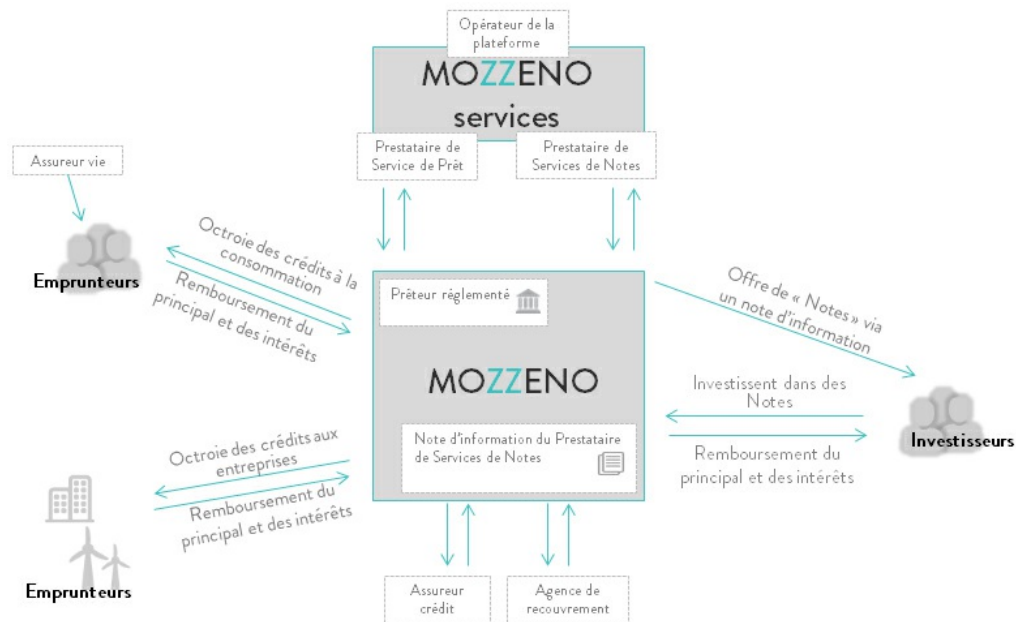 Opérateur de la
plateforme
MOZZENO
services
Prestataire de
Service de Prêt
Prestataire de
Services de Notes
Assureur vie
Emprunteurs
Octroie des crédits à la
consommation
Remboursement du
principal et des intérêts
Prêteur réglementé
MOZZENO
Note d'information du Prestataire
de Services de Notes
Offre de « Notes » via
un note d'information
Investissent dans des
Notes
Investisseurs
Remboursement du
principal et des intérêts
Octroie des crédits aux
entreprises
Remboursement du
principal et des intérêts
Emprunteurs
Assureur
crédit
Agence de
recouvrement